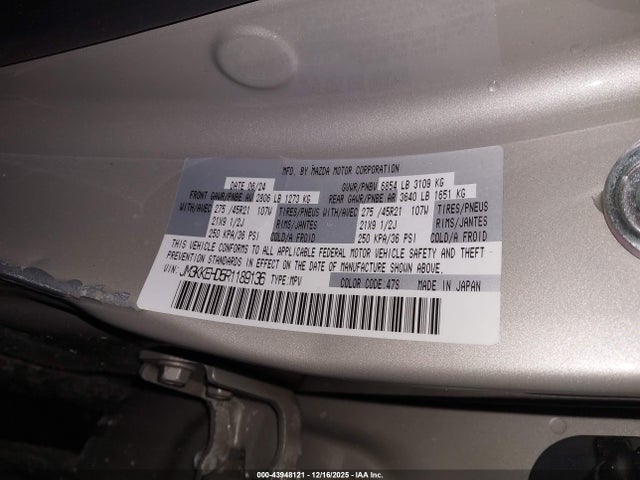 MFD. BY MAZDA MOTOR CORPORATION
DATE 06/24 GVWR/PNBV 6854 LB 3109 KG
FRONT GAWR/PNBE AV 2806 LB 1273 KG REAR GAWR/PNBE AR 3640 LB 1651 KG
WITH/AVEC 275 /45R21 107W TIRES/PNEUS WITH/AVEC 275 /45R21 107W TIRES/PNEUS
21X9 1/2J RIMS/JANTES 21X9 1/2J RIMS/JANTES
250 KPA/36 PSI COLD/A FROID 250 KPA/36 PSI COLD/A FROID
THIS VEHICLE CONFORMS TO ALL APPLICABLE FEDERAL MOTOR VEHICLE SAFETY AND THEFT
PREVENTION STANDARDS IN EFFECT ON THE DATE OF MANUFACTURE SHOWN ABOVE.
VIN: JM3KKEHD6R1189136 TYPE:MPV COLOR CODE:47S MADE IN JAPAN
000-43948121 - 12/16/2025 - IAA Inc.